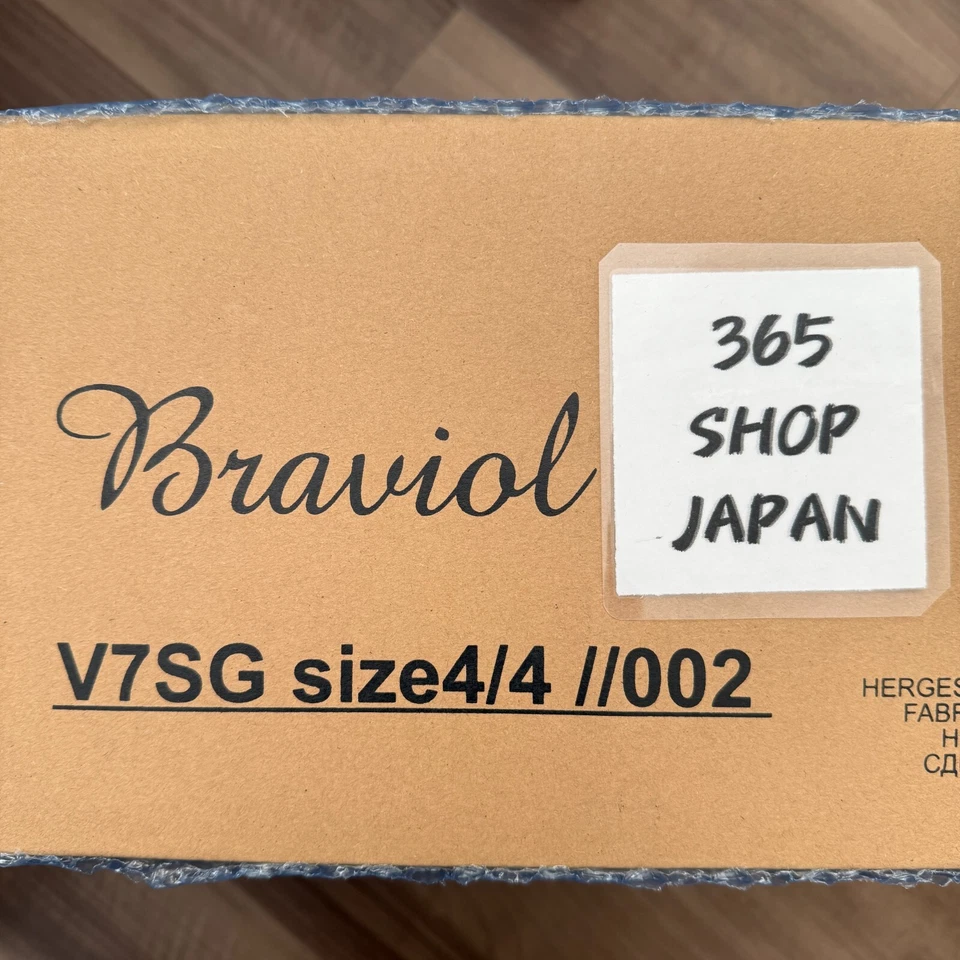 365
SHOP
JAPAN
Braviol
V7SG size4/4 //002